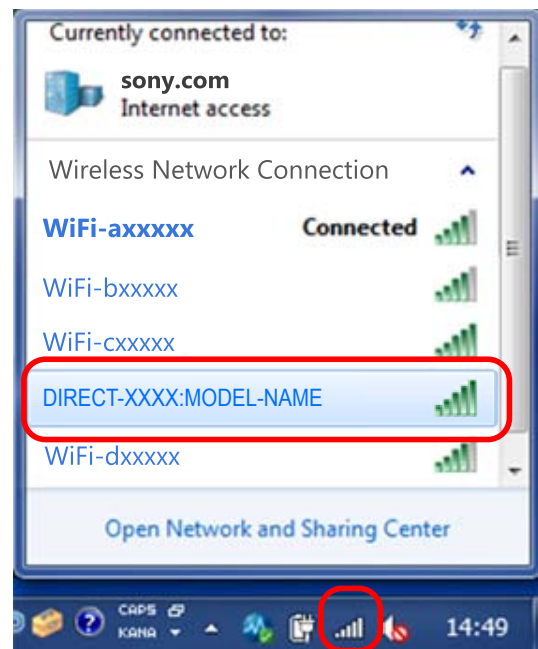 Currently connected to:
sony.com
Internet access
Wireless Network Connection
WiFi-axxxxx Connected
WiFi-bxxxxx
WiFi-cxxxxx
DIRECT-XXXX:MODEL-NAME
WiFi-dxxxxx
Open Network and Sharing Center
CAPS
KANA
14:49